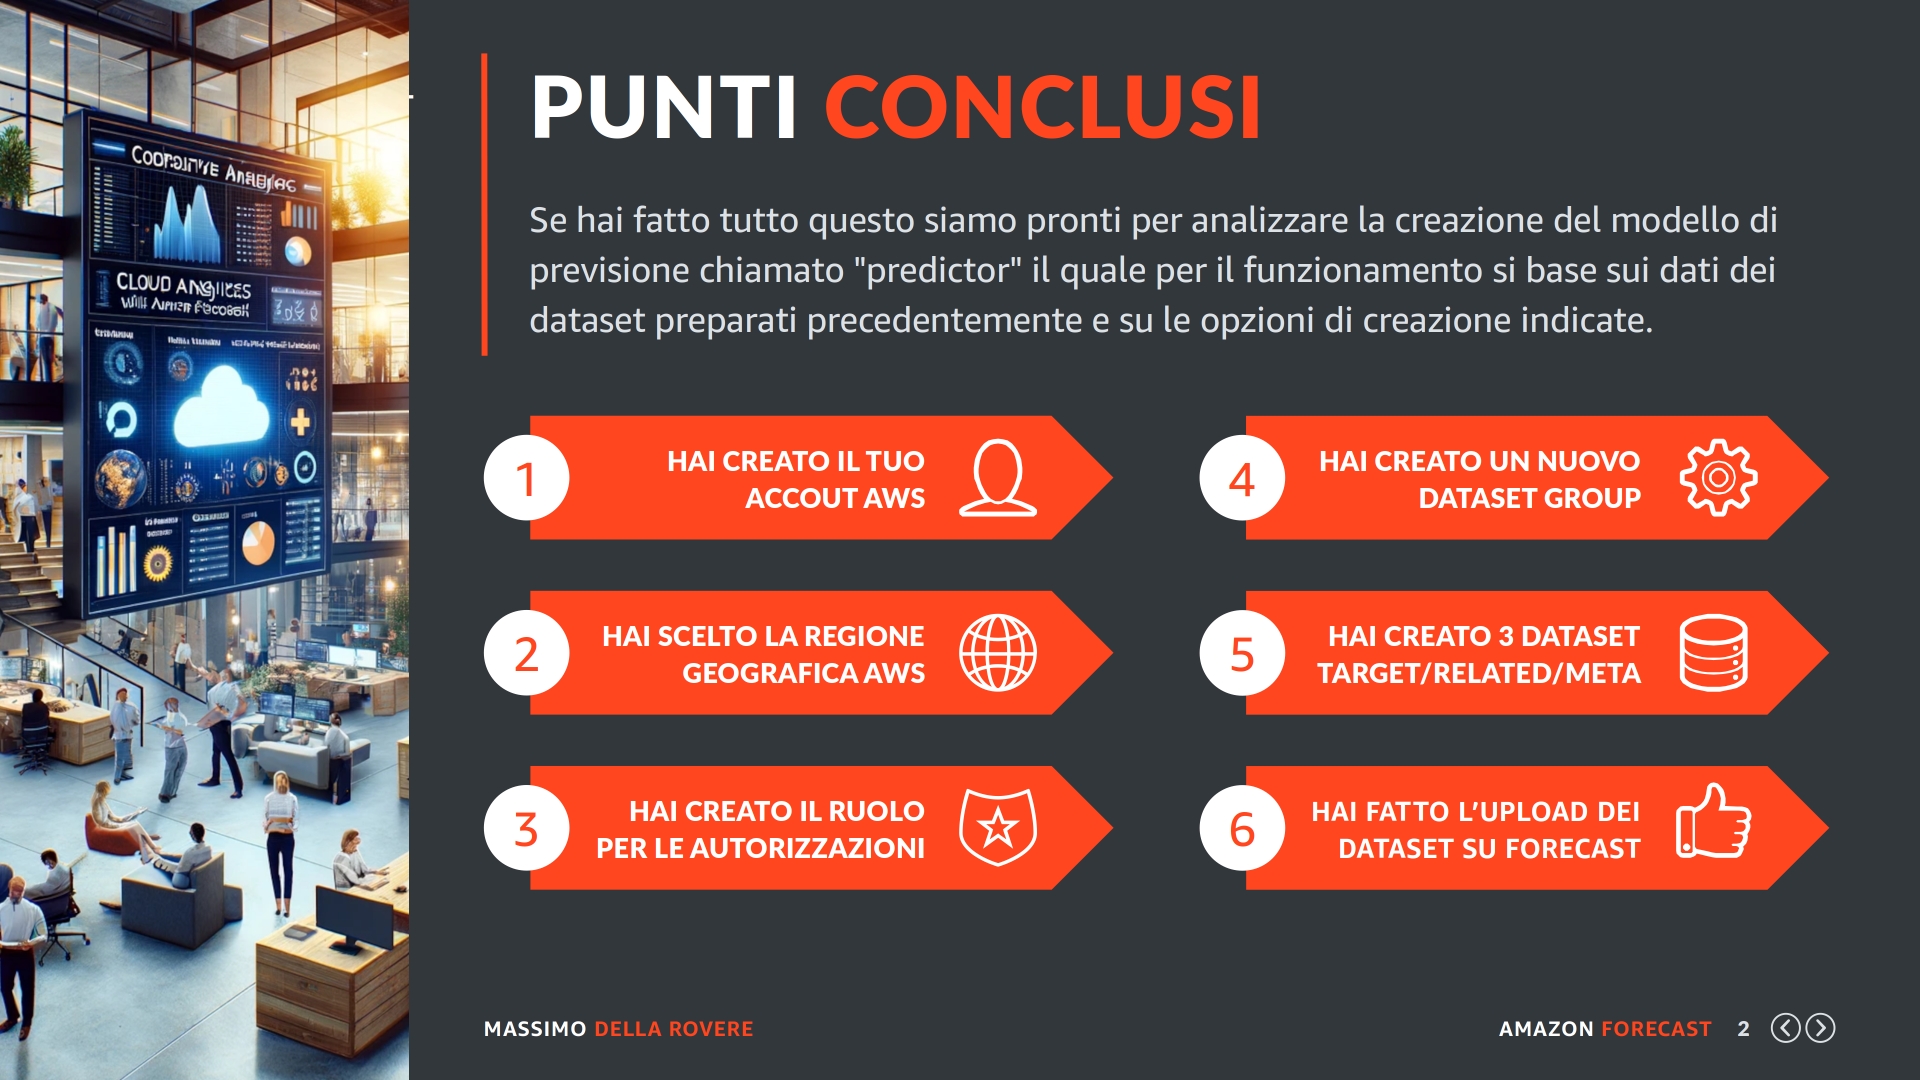 PUNTI CONCLUSI
Se hai fatto tutto questo siamo pronti per analizzare la creazione del modello di
previsione chiamato "predictor" il quale per il funzionamento si base sui dati dei
dataset preparati precedentemente e su le opzioni di creazione indicate.
1
HAI CREATO IL TUO
ACCOUT AWS
2
HAI SCELTO LA REGIONE
GEOGRAFICA AWS
3
HAI CREATO IL RUOLO
PER LE AUTORIZZAZIONI
4
HAI CREATO UN NUOVO
DATASET GROUP
5
HAI CREATO 3 DATASET
TARGET/RELATED/META
6
HAI FATTO L’UPLOAD DEI
DATASET SU FORECAST
CLOUD
MASSIMO DELLA ROVERE
AMAZON FORECAST 2